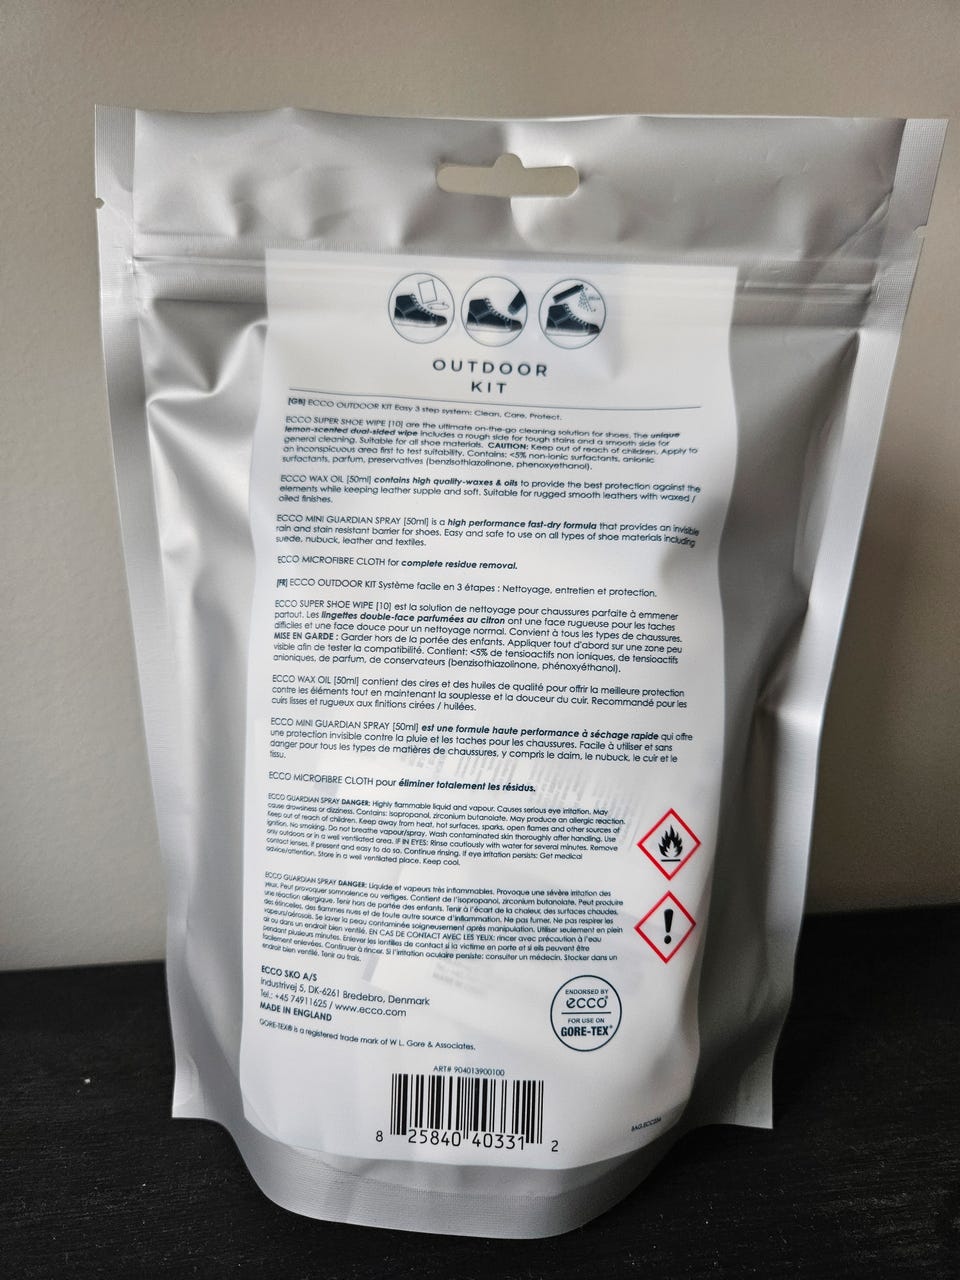 OUTDOOR
KIT
[GB] ECCO OUTDOOR KIT Easy 3 step system: Clean, Care, Protect.
ECCO SUPER SHOE WIPE [10] are the ultimate on-the-go cleaning solution for shoes. The unique
lemon-scented dual-sided wipe includes a rough side for tough stains and a smooth side for
general cleaning. Suitable for all shoe materials. CAUTION: Keep out of reach of children. Apply to
an inconspicuous area first to test suitability. Contains: <5% non-ionic surfactants, anionic
surfactants, parfum, preservatives (benzisothiazolinone, phenoxyethanol).
ECCO WAX OIL [50ml] contains high quality-waxes & oils to provide the best protection against the
elements while keeping leather supple and soft. Suitable for rugged smooth leathers with waxed /
oiled finishes.
ECCO MINI GUARDIAN SPRAY [50ml] is a high performance fast-dry formula that provides an invisible
rain and stain resistant barrier for shoes. Easy and safe to use on all types of shoe materials including
suede, nubuck, leather and textiles.
ECCO MICROFIBRE CLOTH for complete residue removal.
[FR] ECCO OUTDOOR KIT Système facile en 3 étapes : Nettoyage, entretien et protection.
ECCO SUPER SHOE WIPE [10] est la solution de nettoyage pour chaussures parfaite à emmener
partout. Les lingettes double-face parfumées au citron ont une face rugueuse pour les taches
difficiles et une face douce pour un nettoyage normal. Convient à tous les types de chaussures.
MISE EN GARDE : Garder hors de la portée des enfants. Appliquer tout d'abord sur une zone peu
visible afin de tester la compatibilité. Contient: <5% de tensioactifs non ioniques, de tensioactifs
anioniques, de parfum, de conservateurs (benzisothiazolinone, phénoxyéthanol).
ECCO WAX OIL [50ml] contient des cires et des huiles de qualité pour offrir la meilleure protection
contre les éléments tout en maintenant la souplesse et la douceur du cuir. Recommandé pour les
cuirs lisses et rugueux aux finitions cirées / huilées.
ECCO MINI GUARDIAN SPRAY [50ml] est une formule haute performance à séchage rapide qui offre
une protection invisible contre la pluie et les taches pour les chaussures. Facile à utiliser et sans
danger pour tous les types de matières de chaussures, y compris le daim, le nubuck, le cuir et le
tissu.
ECCO MICROFIBRE CLOTH pour éliminer totalement les résidus.
ECCO GUARDIAN SPRAY DANGER: Highly flammable liquid and vapour. Causes serious eye irritation. May
cause drowsiness or dizziness. Contains: Isopropanol, zirconium butanolate. May produce an allergic reaction.
Keep out of reach of children. Keep away from heat, hot surfaces, sparks, open flames and other sources of
ignition. No smoking. Do not breathe vapour/spray. Wash contaminated skin thoroughly after handling. Use
only outdoors or in a well ventilated area. IF IN EYES: Rinse cautiously with water for several minutes. Remove
contact lenses, if present and easy to do so. Continue rinsing. If eye irritation persists: Get medical
advice/attention. Store in a well ventilated place. Keep cool.
ECCO GUARDIAN SPRAY DANGER: Liquide et vapeurs très inflammables. Provoque une sévère irritation des
yeux. Peut provoquer somnolence ou vertiges. Contient de l'isopropanol, zirconium butanolate. Peut produire
une réaction allergique. Tenir hors de portée des enfants. Tenir à l'écart de la chaleur, des surfaces chaudes,
des étincelles, des flammes nues et de toute autre source d'inflammation. Ne pas fumer. Ne pas respirer les
vapeurs/aérosols. Se laver la peau contaminée soigneusement après manipulation. Utiliser seulement en plein
air ou dans un endroit bien ventilé. EN CAS DE CONTACT AVEC LES YEUX: rincer avec précaution à l'eau
pendant plusieurs minutes. Enlever les lentilles de contact si la victime en porte et si elles peuvent être
facilement enlevées. Continuer à rincer. Si l'irritation oculaire persiste: consulter un médecin. Stocker dans un
endroit bien ventilé. Tenir au frais.
ECCO SKO A/S
Industrivej 5, DK-6261 Bredebro, Denmark
Tel.: +45 74911625 / www.ecco.com
MADE IN ENGLAND
GORE-TEX® is a registered trade mark of W L. Gore & Associates.
ENDORSED BY
ecco®
FOR USE ON
GORE-TEX®
ART# 904013900100
8 25840 40331 2
BAG.ECC236